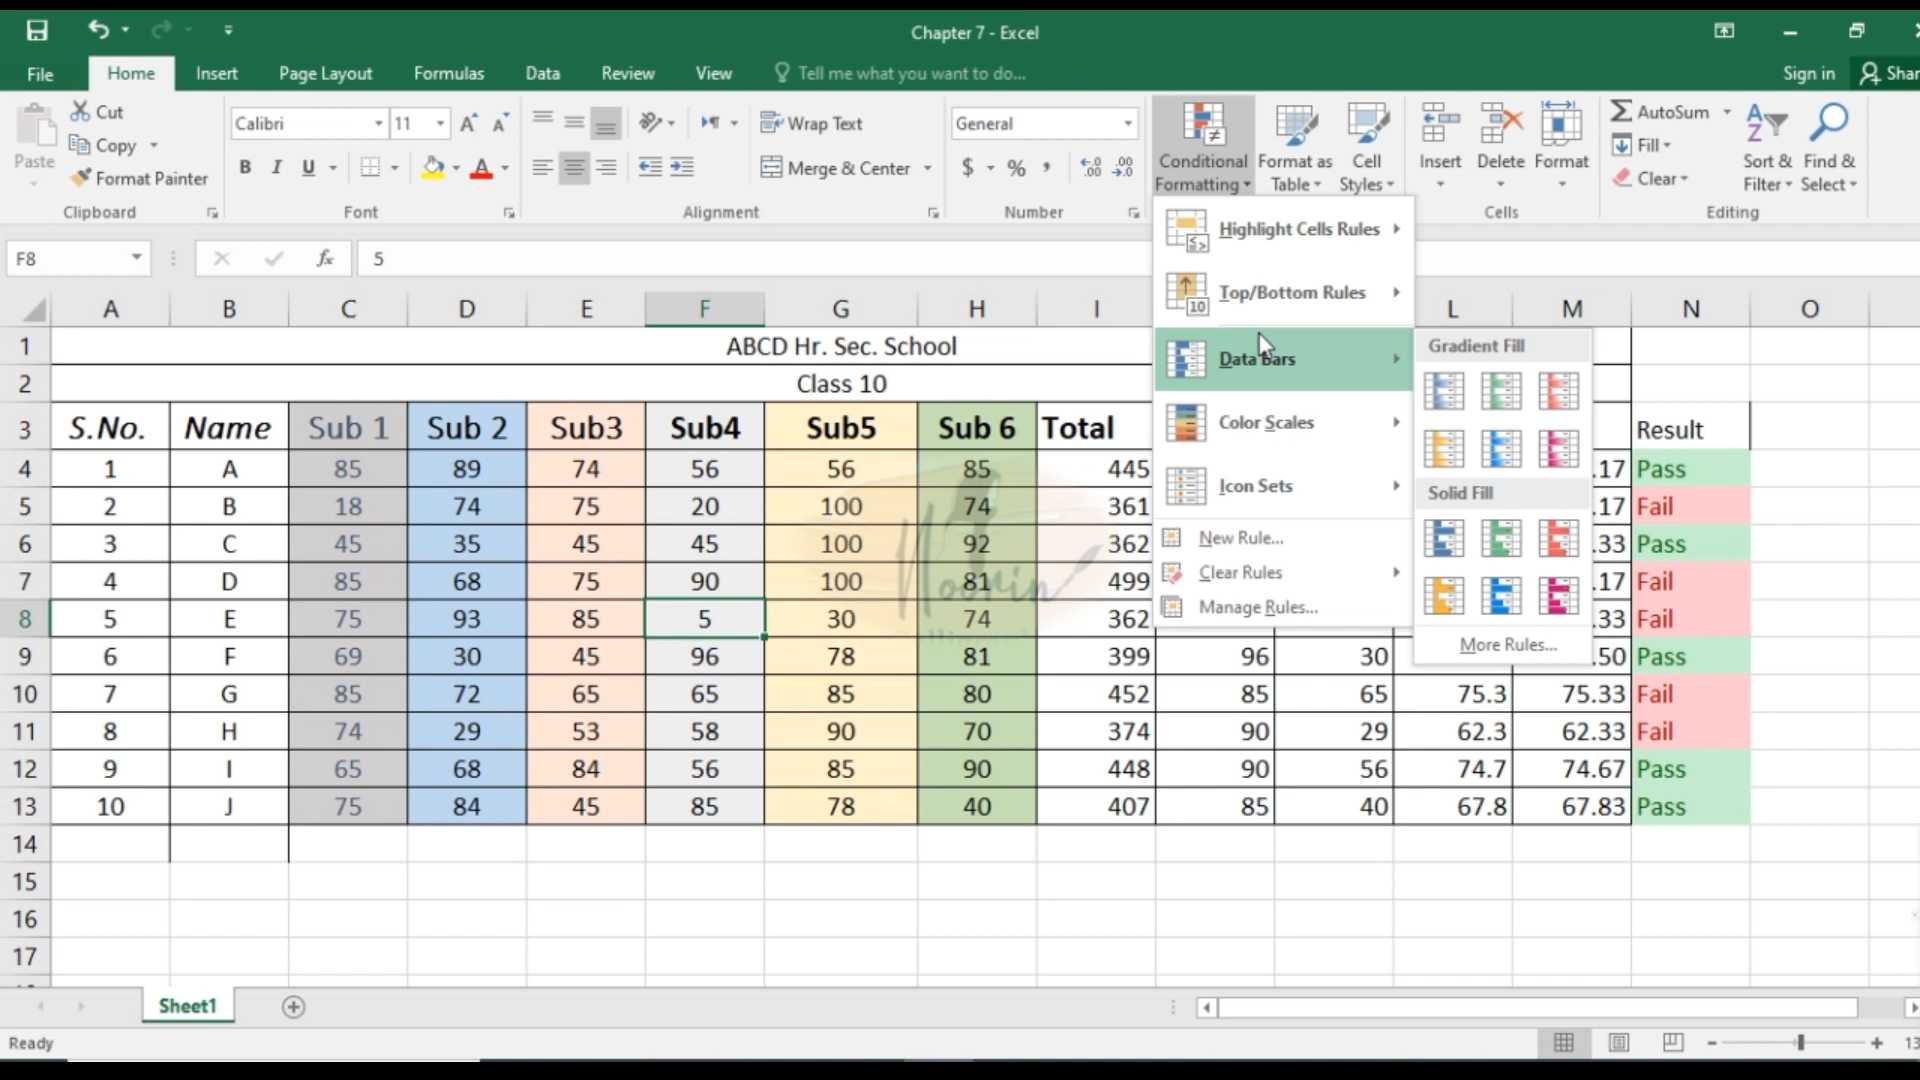 Chapter 7 - Excel
File Home Insert Page Layout Formulas Data Review View Tell me what you want to do... Sign in Shar
Paste Cut Copy Format Painter Clipboard
Calibri 11 B I U A Font
Wrap Text Merge & Center Alignment
General $ % , Number
Conditional Formatting Format as Table Cell Styles
Insert Delete Format Cells
AutoSum Fill Clear Sort & Filter Find & Select Editing
F8 fx 5
A B C D E F G H I L M N O
1 ABCD Hr. Sec. School
2 Class 10
3 S.No. Name Sub 1 Sub 2 Sub3 Sub4 Sub5 Sub 6 Total Result
4 1 A 85 89 74 56 56 85 445 .17 Pass
5 2 B 18 74 75 20 100 74 361 .17 Fail
6 3 C 45 35 45 45 100 92 362 .33 Pass
7 4 D 85 68 75 90 100 81 499 .17 Fail
8 5 E 75 93 85 5 30 74 362 .33 Fail
9 6 F 69 30 45 96 78 81 399 96 30 .50 Pass
10 7 G 85 72 65 65 85 80 452 85 65 75.3 75.33 Fail
11 8 H 74 29 53 58 90 70 374 90 29 62.3 62.33 Fail
12 9 I 65 68 84 56 85 90 448 90 56 74.7 74.67 Pass
13 10 J 75 84 45 85 78 40 407 85 40 67.8 67.83 Pass
14
15
16
17
Highlight Cells Rules
Top/Bottom Rules
Data Bars
Color Scales
Icon Sets
New Rule...
Clear Rules
Manage Rules...
Gradient Fill
Solid Fill
More Rules...
Noorin
Sheet1
Ready
13